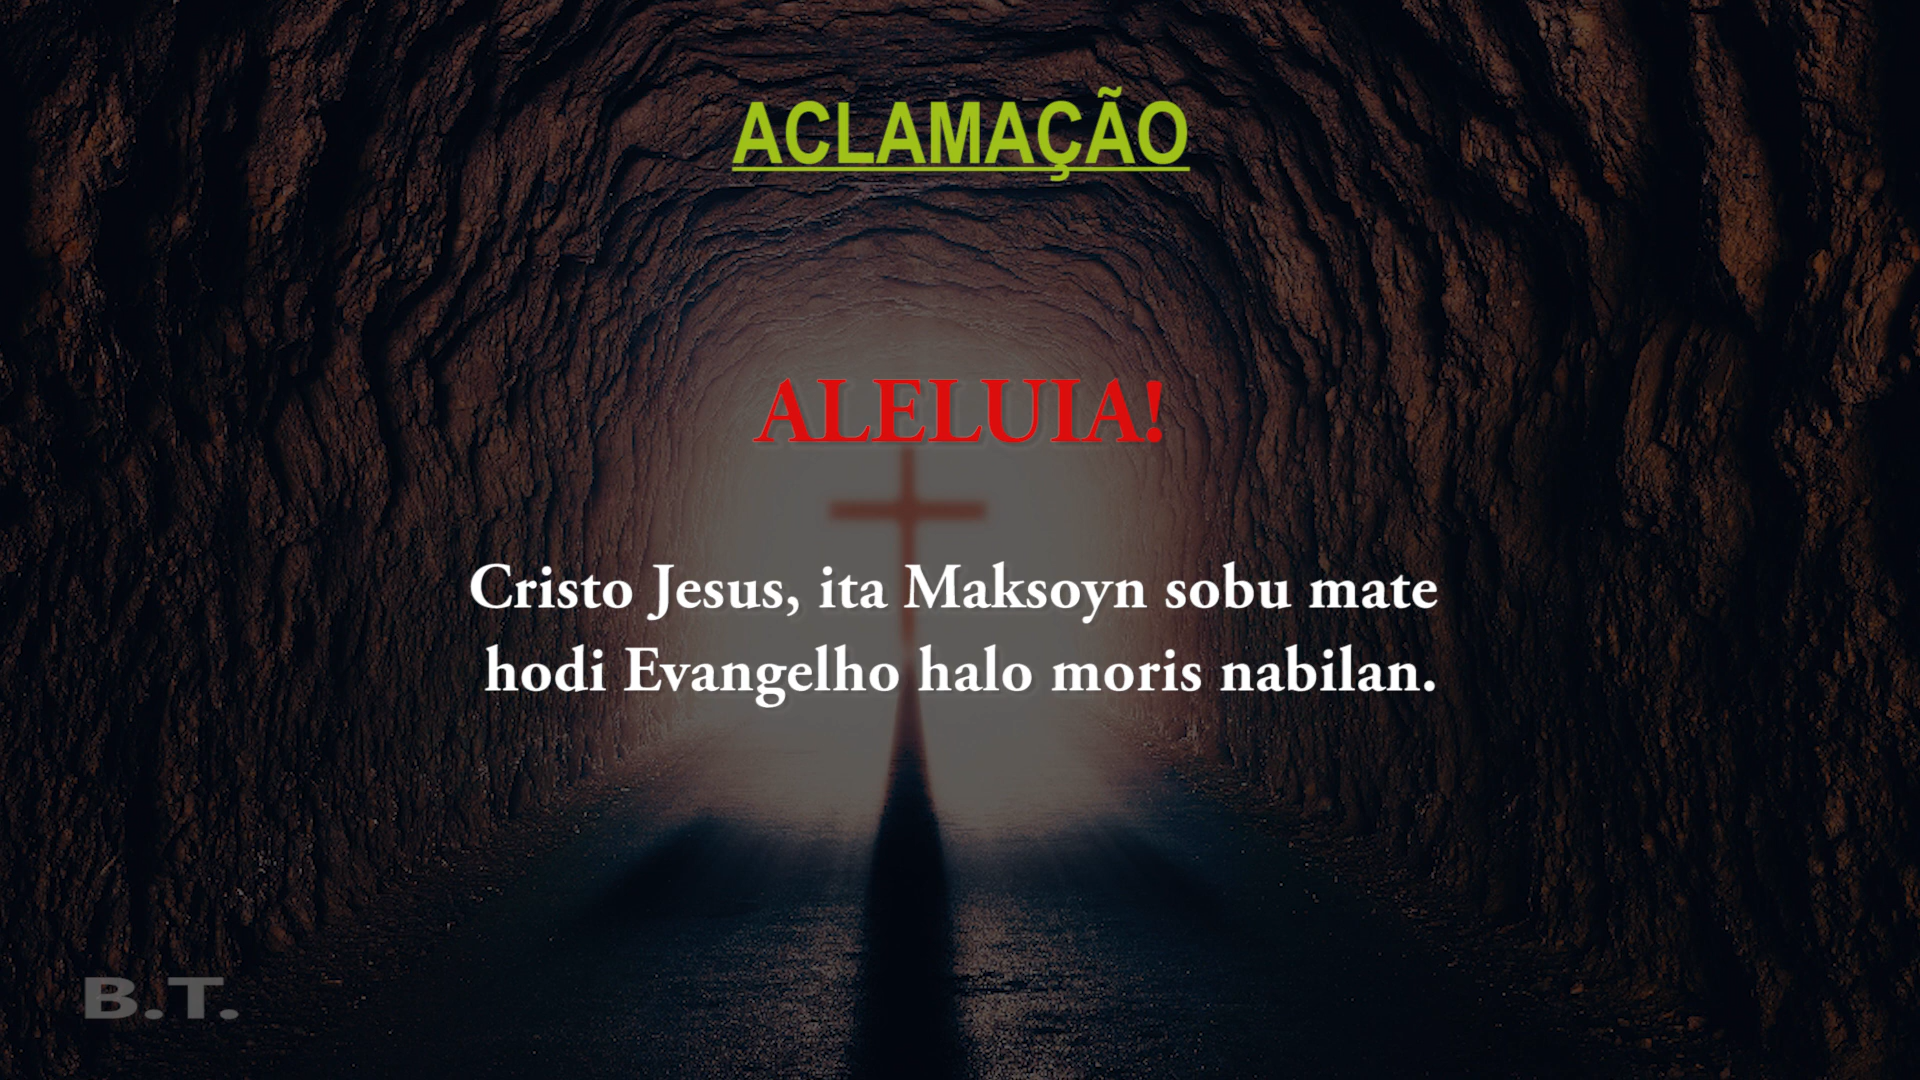 ACLAMAÇÃO
ALELUIA!
Cristo Jesus, ita Maksoyn sobu mate
hodi Evangelho halo moris nabilan.
B.T.